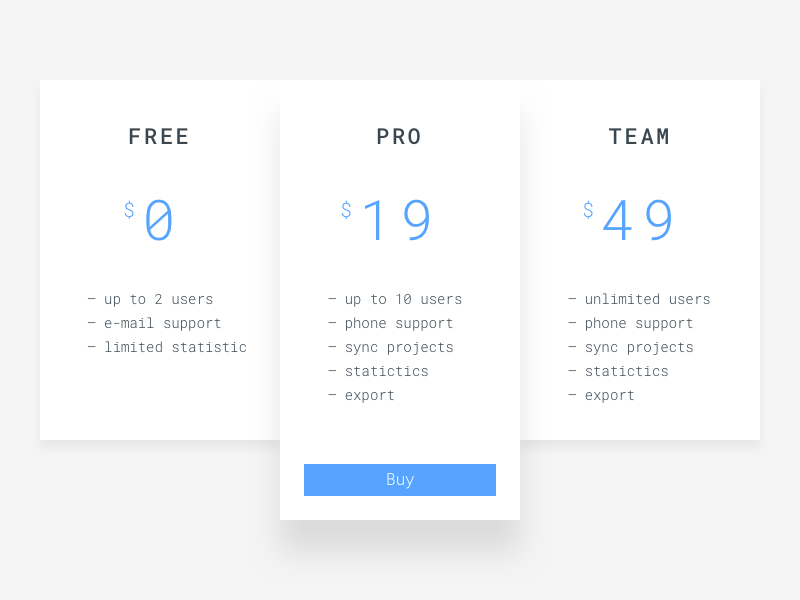 FREE
$ 0
– up to 2 users
– e-mail support
– limited statistic
PRO
$ 19
– up to 10 users
– phone support
– sync projects
– statictics
– export
Buy
TEAM
$ 49
– unlimited users
– phone support
– sync projects
– statictics
– export